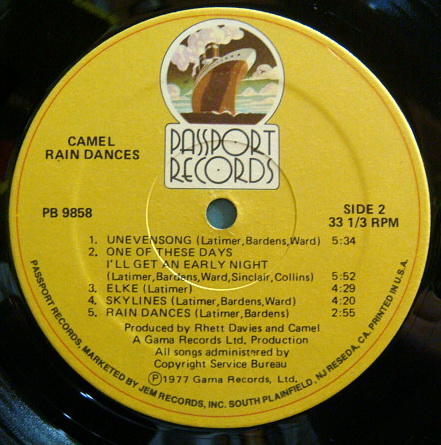 PASSPORT
RECORDS
CAMEL
RAIN DANCES
PB 9858
SIDE 2
33 1/3 RPM
1. UNEVENSONG (Latimer, Bardens, Ward) 5:34
2. ONE OF THESE DAYS
I'LL GET AN EARLY NIGHT
(Latimer, Bardens, Ward, Sinclair, Collins) 5:52
3. ELKE (Latimer) 4:29
4. SKYLINES (Latimer, Bardens, Ward) 4:20
5. RAIN DANCES (Latimer, Bardens) 2:55
Produced by Rhett Davies and Camel
A Gama Records Ltd. Production
All songs administered by
Copyright Service Bureau
Ⓟ1977 Gama Records, Ltd.
PASSPORT RECORDS, MARKETED BY JEM RECORDS, INC. SOUTH PLAINFIELD, NJ RESEDA, CA. PRINTED IN U.S.A.